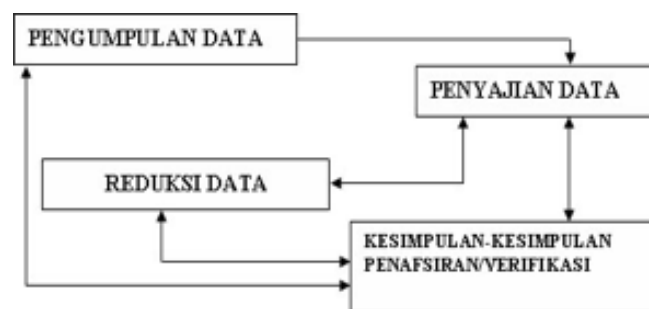 PENGUMPULAN DATA
PENYAJIAN DATA
REDUKSI DATA
KESIMPULAN-KESIMPULAN
PENAFSIRAN/VERIFIKASI